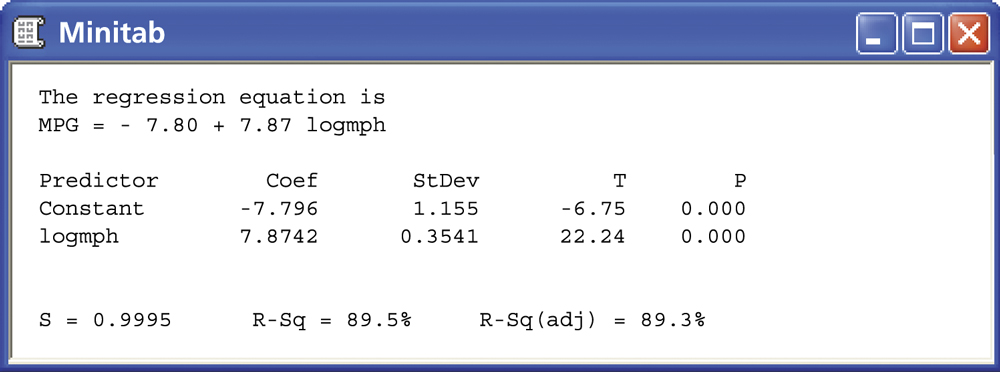 Minitab
The regression equation is
MPG = - 7.80 + 7.87 logmph
Predictor Coef StDev T P
Constant -7.796 1.155 -6.75 0.000
logmph 7.8742 0.3541 22.24 0.000
S = 0.9995 R-Sq = 89.5% R-Sq(adj) = 89.3%